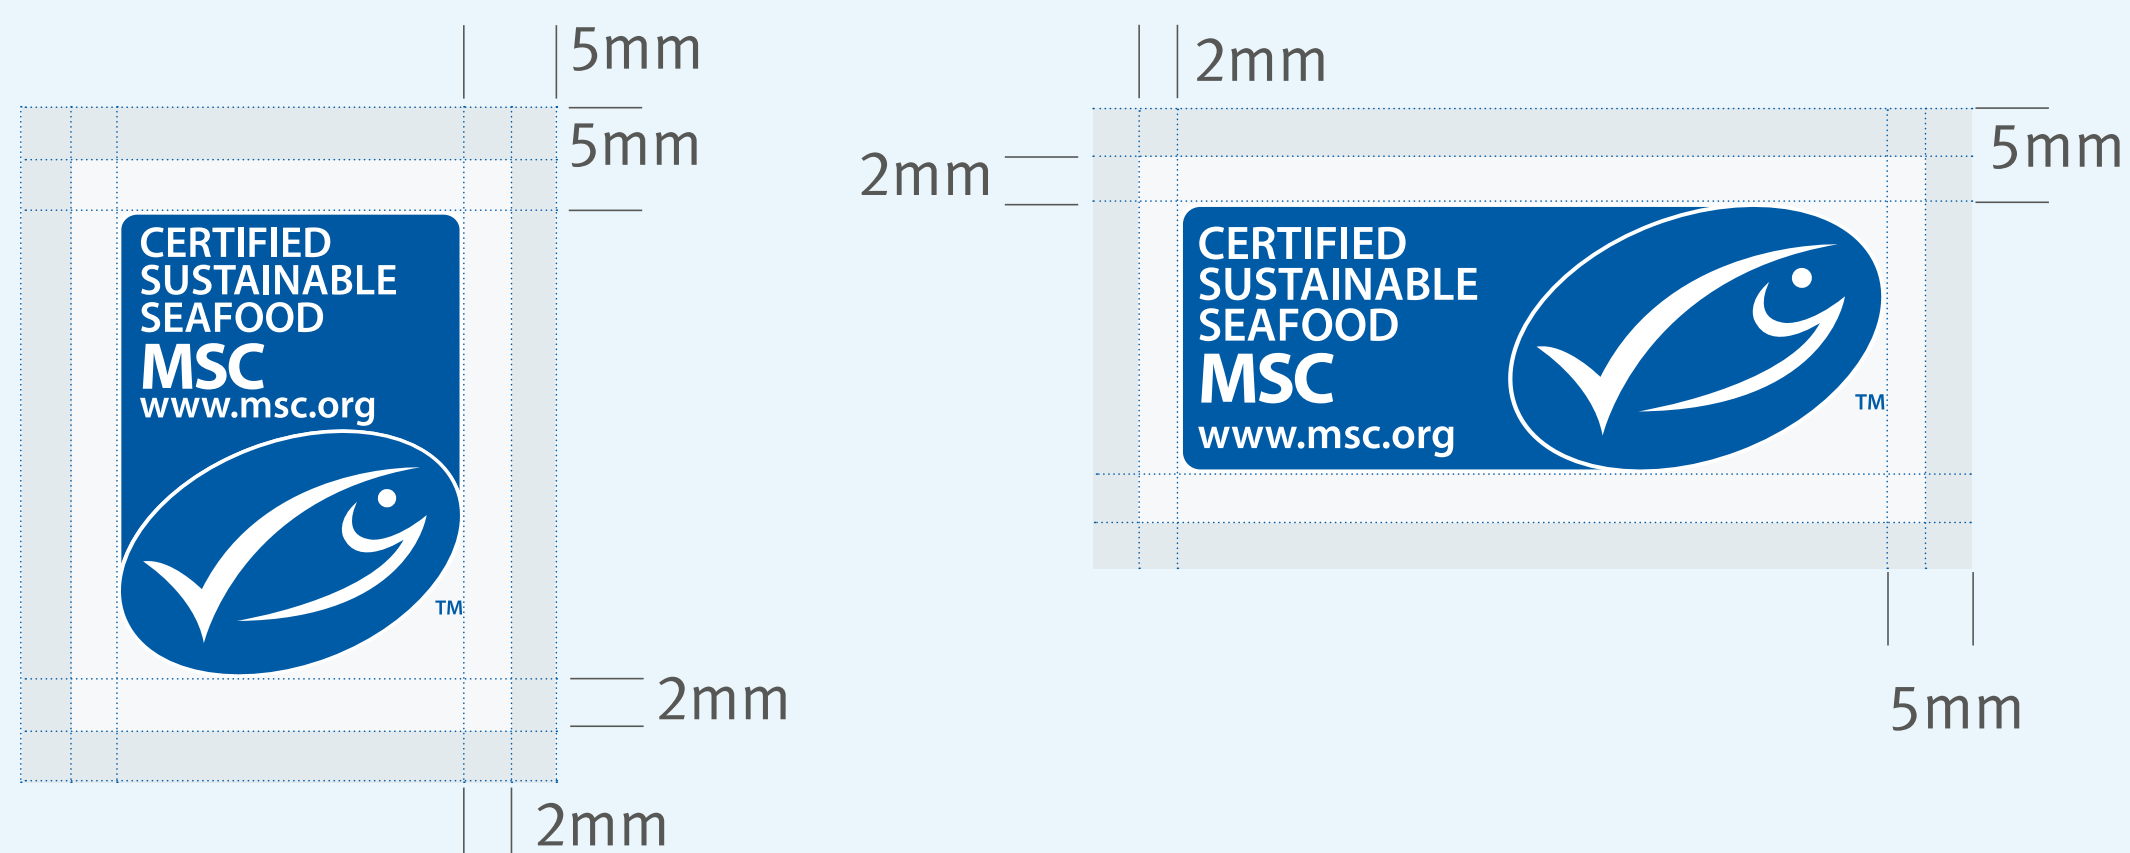 5mm
5mm
CERTIFIED
SUSTAINABLE
SEAFOOD
MSC
www.msc.org
TM
2mm
2mm
2mm
2mm
5mm
CERTIFIED
SUSTAINABLE
SEAFOOD
MSC
www.msc.org
TM
5mm